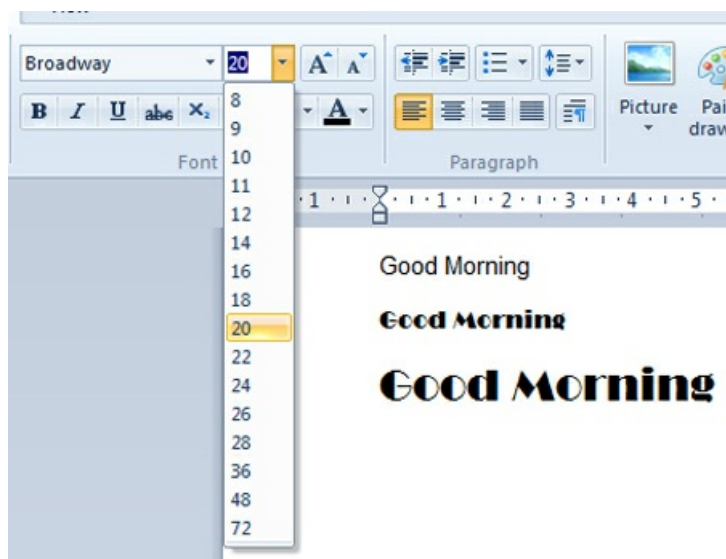 Broadway 20 A A
B I U abc X₂ A
Picture Pai
draw
Font Paragraph
8
9
10
11
12
14
16
18
20
22
24
26
28
36
48
72
1 1 2 3 4 5
Good Morning
Good Morning
Good Morning